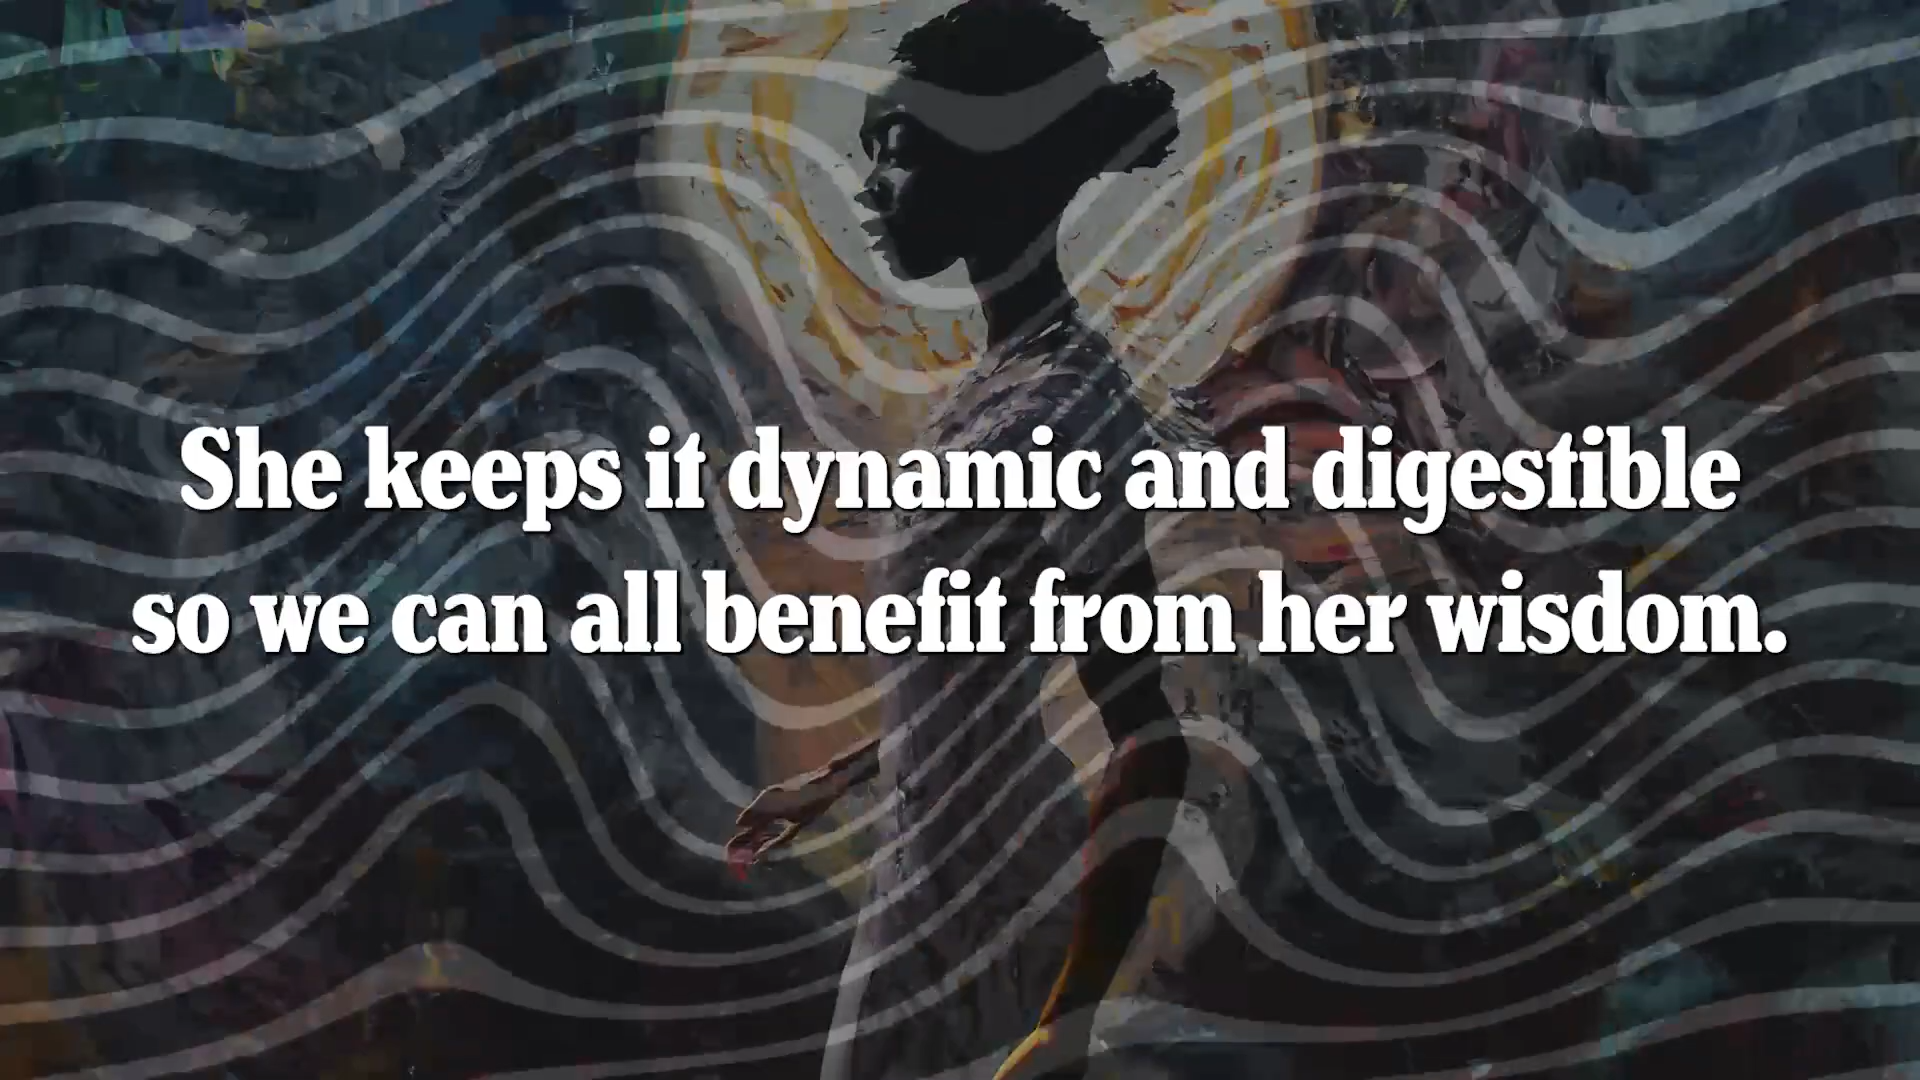 She keeps it dynamic and digestible
so we can all benefit from her wisdom.